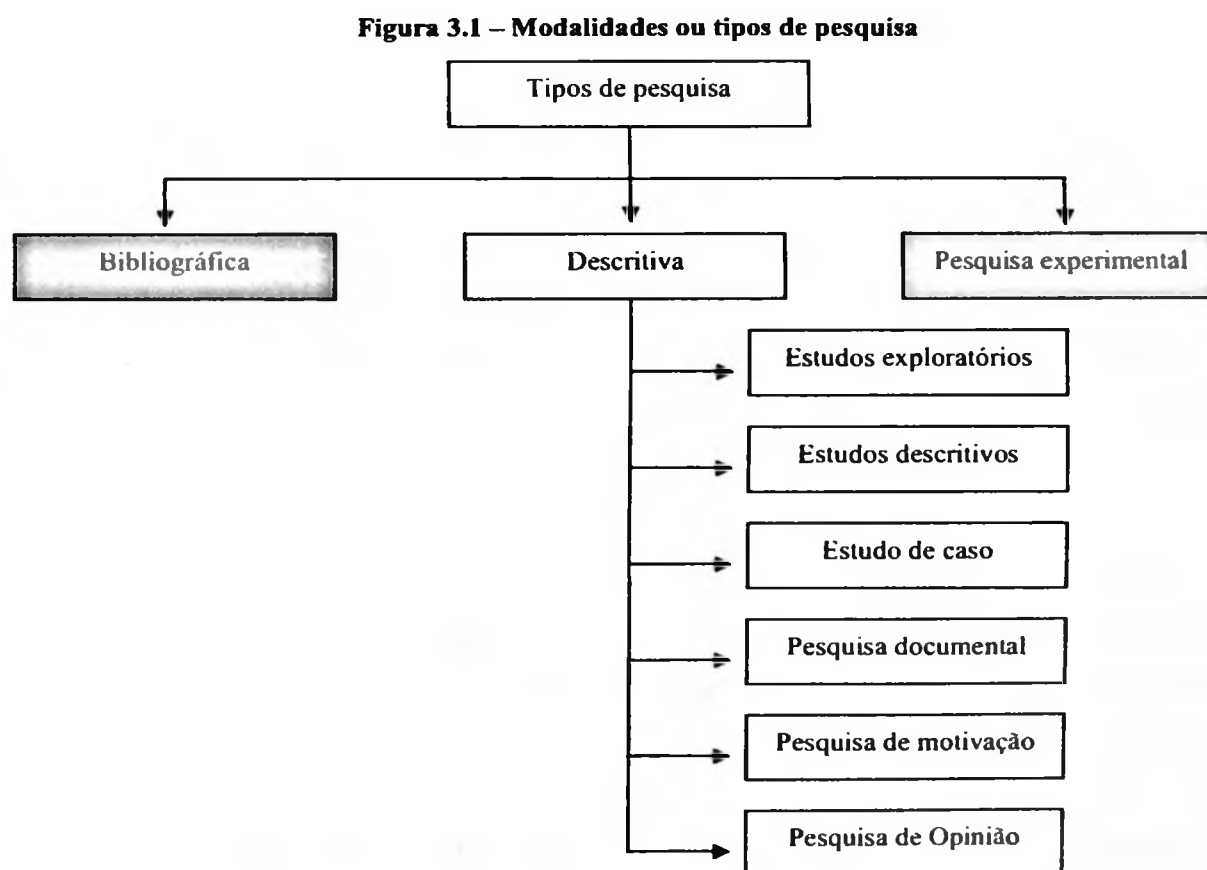 Figura 3.1 – Modalidades ou tipos de pesquisa
Tipos de pesquisa
Bibliográfica
Descritiva
Pesquisa experimental
Estudos exploratórios
Estudos descritivos
Estudo de caso
Pesquisa documental
Pesquisa de motivação
Pesquisa de Opinião